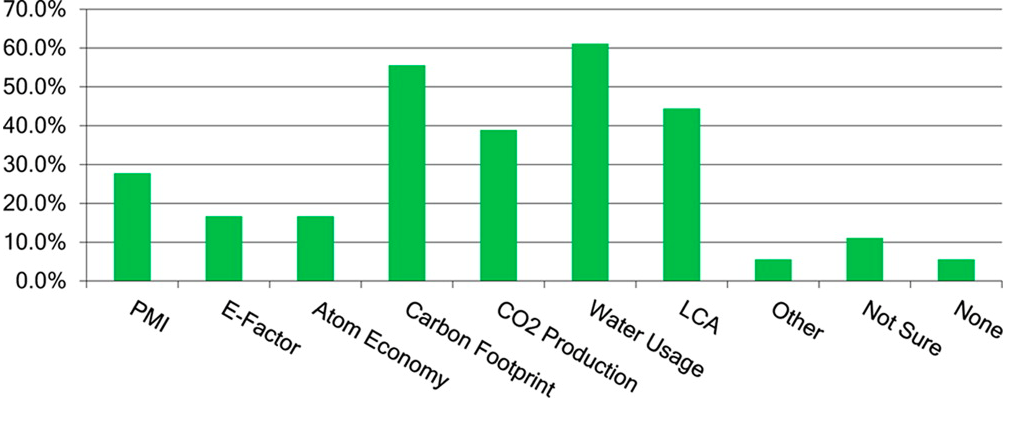 70.0%
60.0%
50.0%
40.0%
30.0%
20.0%
10.0%
0.0%
PMI
E-Factor
Atom Economy
Carbon Footprint
CO2 Production
Water Usage
LCA
Other
Not Sure
None